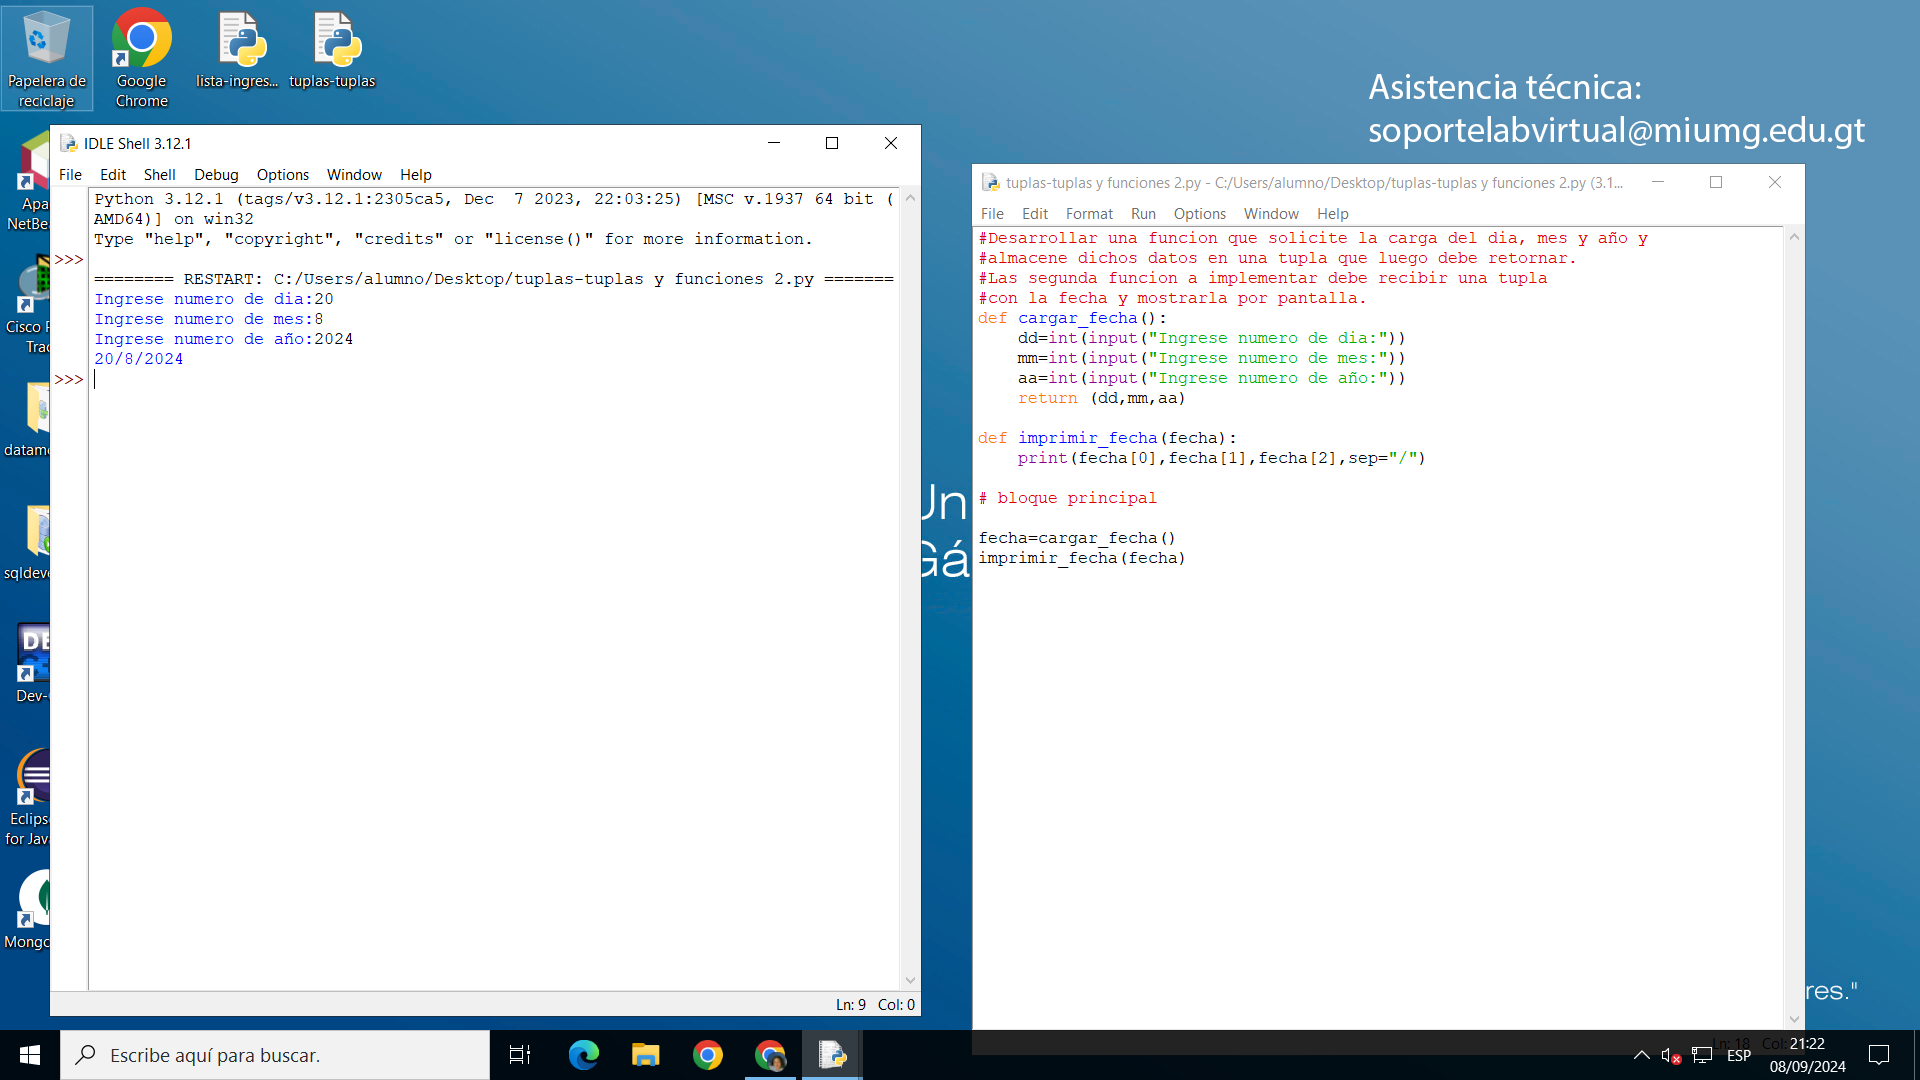 Papelera de
reciclaje
Google
Chrome
lista-ingres...
tuplas-tuplas
Asistencia técnica:
soportelabvirtual@miumg.edu.gt
IDLE Shell 3.12.1
File Edit Shell Debug Options Window Help
Python 3.12.1 (tags/v3.12.1:2305ca5, Dec  7 2023, 22:03:25) [MSC v.1937 64 bit (
AMD64)] on win32
Type "help", "copyright", "credits" or "license()" for more information.
>>>
======== RESTART: C:/Users/alumno/Desktop/tuplas-tuplas y funciones 2.py =======
Ingrese numero de dia:20
Ingrese numero de mes:8
Ingrese numero de año:2024
20/8/2024
>>>
Ln: 9 Col: 0
tuplas-tuplas y funciones 2.py - C:/Users/alumno/Desktop/tuplas-tuplas y funciones 2.py (3.1...
File Edit Format Run Options Window Help
#Desarrollar una funcion que solicite la carga del dia, mes y año y
#almacene dichos datos en una tupla que luego debe retornar.
#Las segunda funcion a implementar debe recibir una tupla
#con la fecha y mostrarla por pantalla.
def cargar_fecha():
    dd=int(input("Ingrese numero de dia:"))
    mm=int(input("Ingrese numero de mes:"))
    aa=int(input("Ingrese numero de año:"))
    return (dd,mm,aa)
def imprimir_fecha(fecha):
    print(fecha[0],fecha[1],fecha[2],sep="/")
# bloque principal
fecha=cargar_fecha()
imprimir_fecha(fecha)
Ln: 18 Col:
Apa
NetBe
Cisco P
Trac
datam
sqldeve
Dev-
Eclips
for Jav
Mongo
Un
Gá
res."
Escribe aquí para buscar.
ESP
21:22
08/09/2024